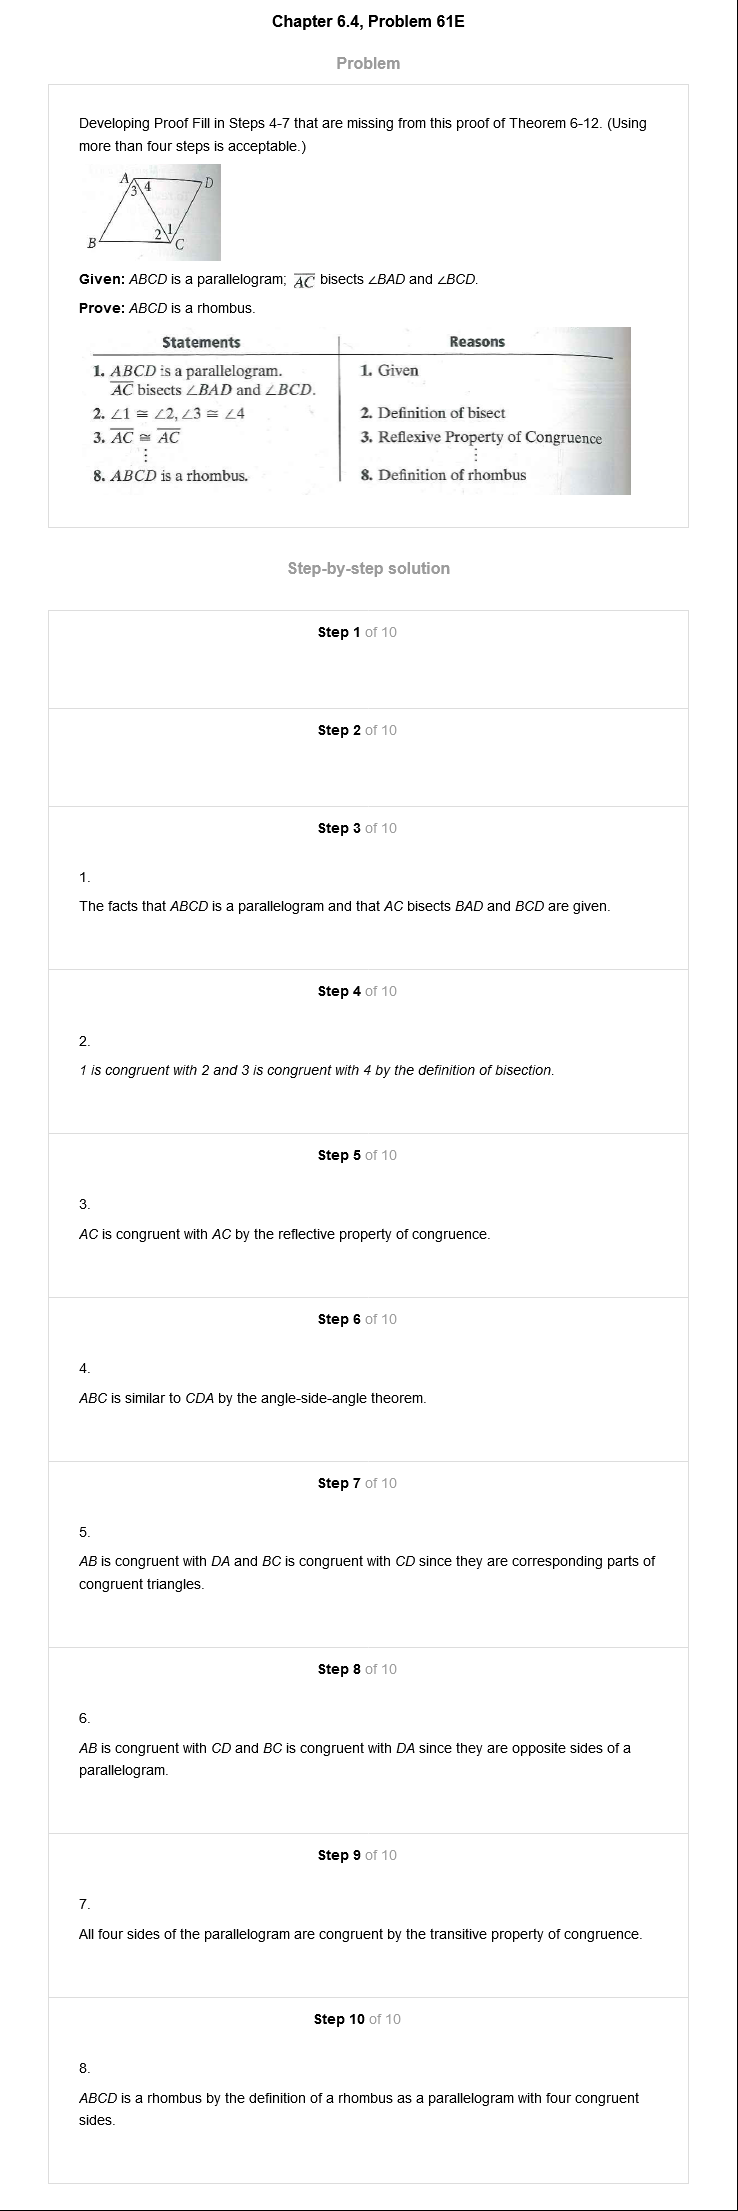 Chapter 6.4, Problem 61E
Problem
Developing Proof Fill in Steps 4-7 that are missing from this proof of Theorem 6-12. (Using
more than four steps is acceptable.)
A
3 4
D
2 1
B
C
Given: ABCD is a parallelogram; AC bisects ∠BAD and ∠BCD.
Prove: ABCD is a rhombus.
Statements
Reasons
1. ABCD is a parallelogram.
AC bisects ∠BAD and ∠BCD.
1. Given
2. ∠1 ≅ ∠2, ∠3 ≅ ∠4
2. Definition of bisect
3. AC ≅ AC
3. Reflexive Property of Congruence
⋮
⋮
8. ABCD is a rhombus.
8. Definition of rhombus
Step-by-step solution
Step 1 of 10
Step 2 of 10
Step 3 of 10
1.
The facts that ABCD is a parallelogram and that AC bisects BAD and BCD are given.
Step 4 of 10
2.
1 is congruent with 2 and 3 is congruent with 4 by the definition of bisection.
Step 5 of 10
3.
AC is congruent with AC by the reflective property of congruence.
Step 6 of 10
4.
ABC is similar to CDA by the angle-side-angle theorem.
Step 7 of 10
5.
AB is congruent with DA and BC is congruent with CD since they are corresponding parts of
congruent triangles.
Step 8 of 10
6.
AB is congruent with CD and BC is congruent with DA since they are opposite sides of a
parallelogram.
Step 9 of 10
7.
All four sides of the parallelogram are congruent by the transitive property of congruence.
Step 10 of 10
8.
ABCD is a rhombus by the definition of a rhombus as a parallelogram with four congruent
sides.